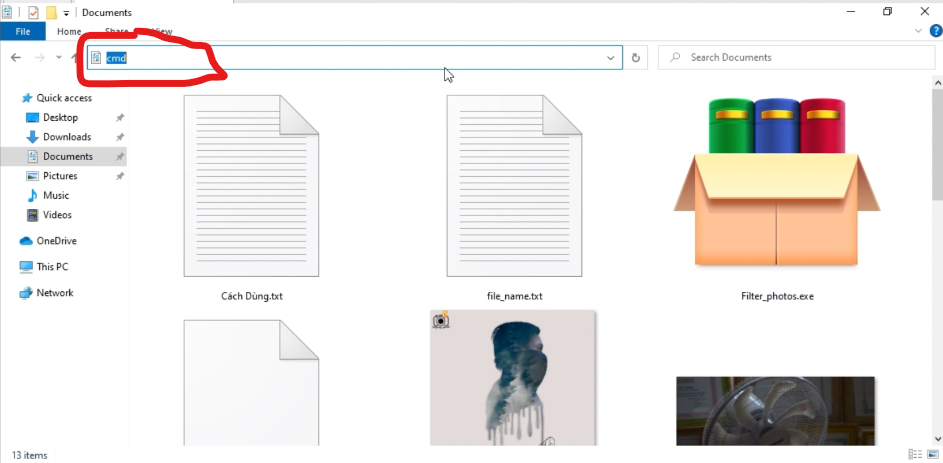 Documents
File Home Share View
cmd
Search Documents
Quick access
Desktop
Downloads
Documents
Pictures
Music
Videos
OneDrive
This PC
Network
Cách Dùng.txt
file_name.txt
Filter_photos.exe
13 items